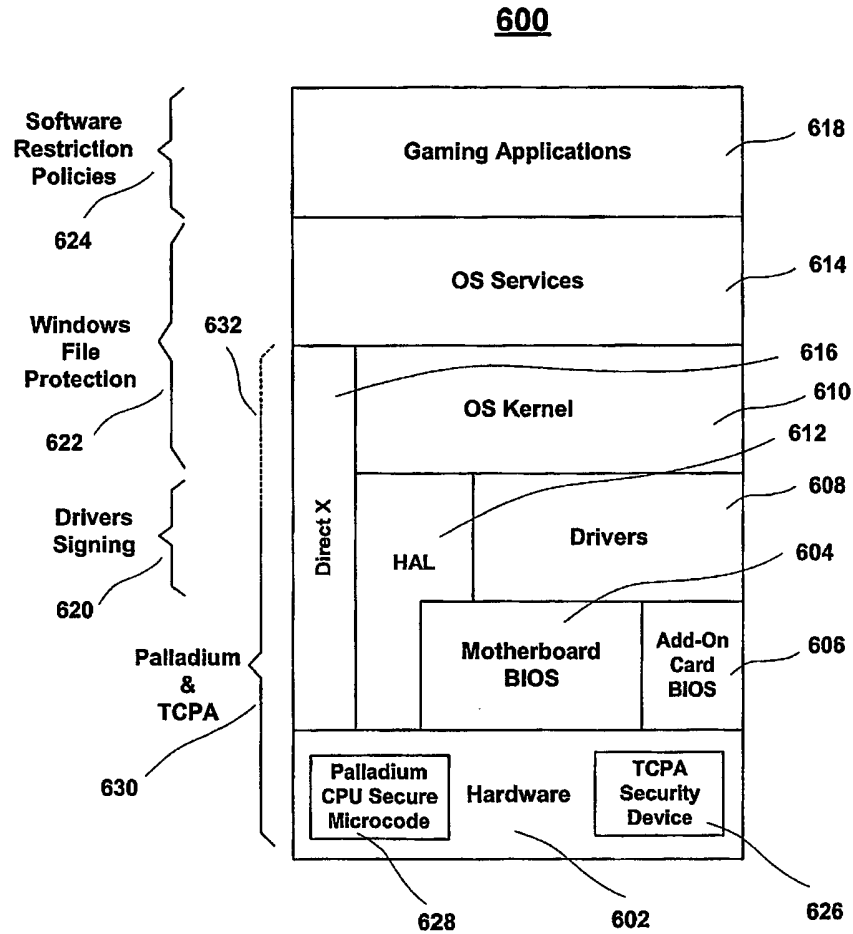 600
Software
Restriction
Policies
624
Gaming Applications
618
OS Services
614
Windows
File
Protection
622
632
616
OS Kernel
610
612
Drivers
Signing
620
Direct X
HAL
Drivers
608
604
Motherboard
BIOS
Add-On
Card
BIOS
606
Palladium
&
TCPA
630
Palladium
CPU Secure
Microcode
Hardware
TCPA
Security
Device
628
602
626